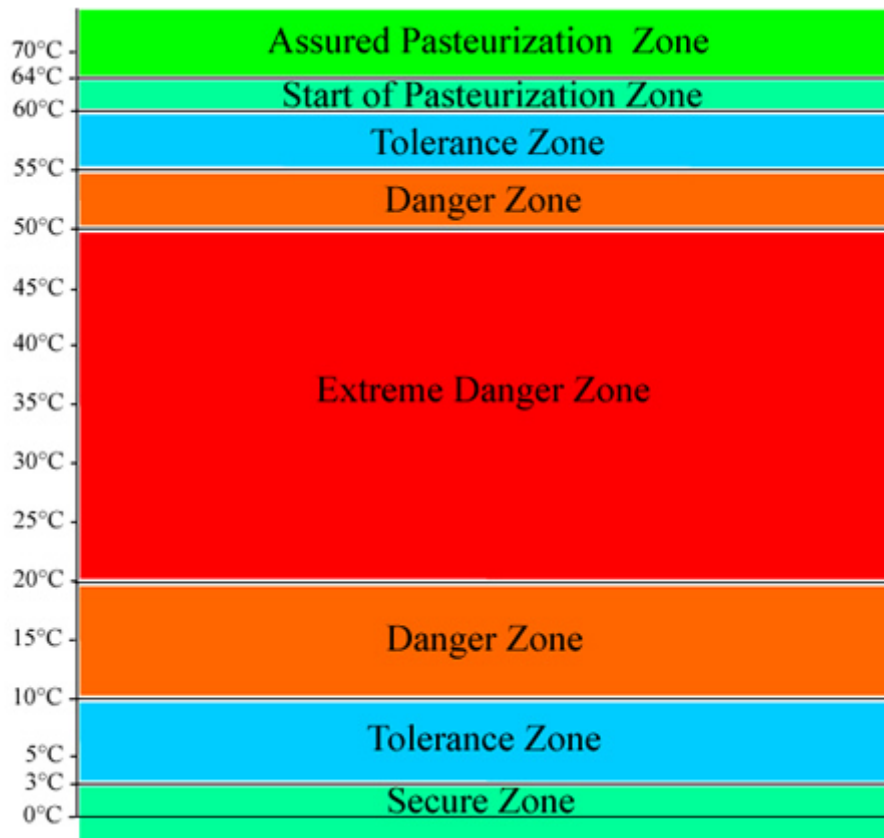 Assured Pasteurization Zone
70°C
64°C
Start of Pasteurization Zone
60°C
Tolerance Zone
55°C
Danger Zone
50°C
45°C
40°C
Extreme Danger Zone
35°C
30°C
25°C
20°C
Danger Zone
15°C
10°C
Tolerance Zone
5°C
3°C
Secure Zone
0°C